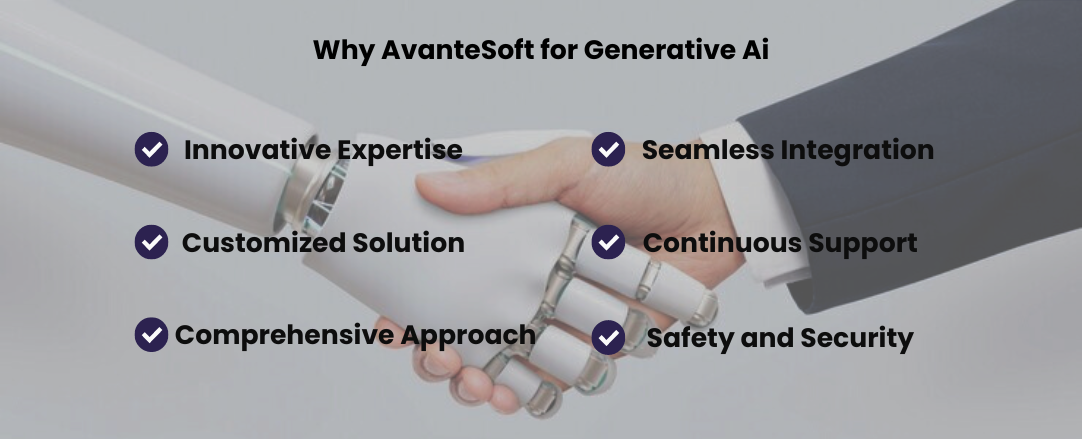 Why AvanteSoft for Generative Ai
Innovative Expertise
Seamless Integration
Customized Solution
Continuous Support
Comprehensive Approach
Safety and Security